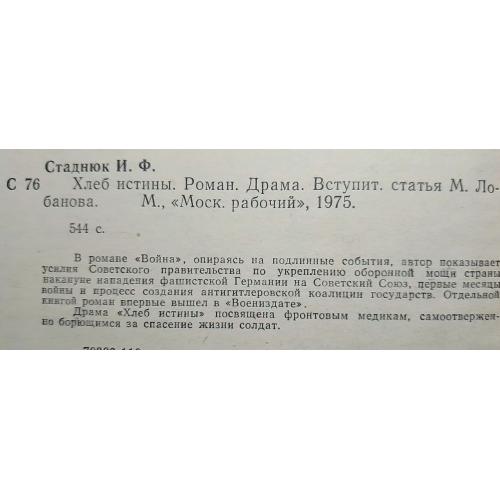 Стаднюк И. Ф.
С 76 Хлеб истины. Роман. Драма. Вступит. статья М. Ло-
банова. М., «Моск. рабочий», 1975.
544 с.
В романе «Война», опираясь на подлинные события, автор показывает
усилия Советского правительства по укреплению оборонной мощи страны
накануне нападения фашистской Германии на Советский Союз, первые месяцы
войны и процесс создания антигитлеровской коалиции государств. Отдельной
книгой роман впервые вышел в «Воениздате».
Драма «Хлеб истины» посвящена фронтовым медикам, самоотвержен-
но борющимся за спасение жизни солдат.